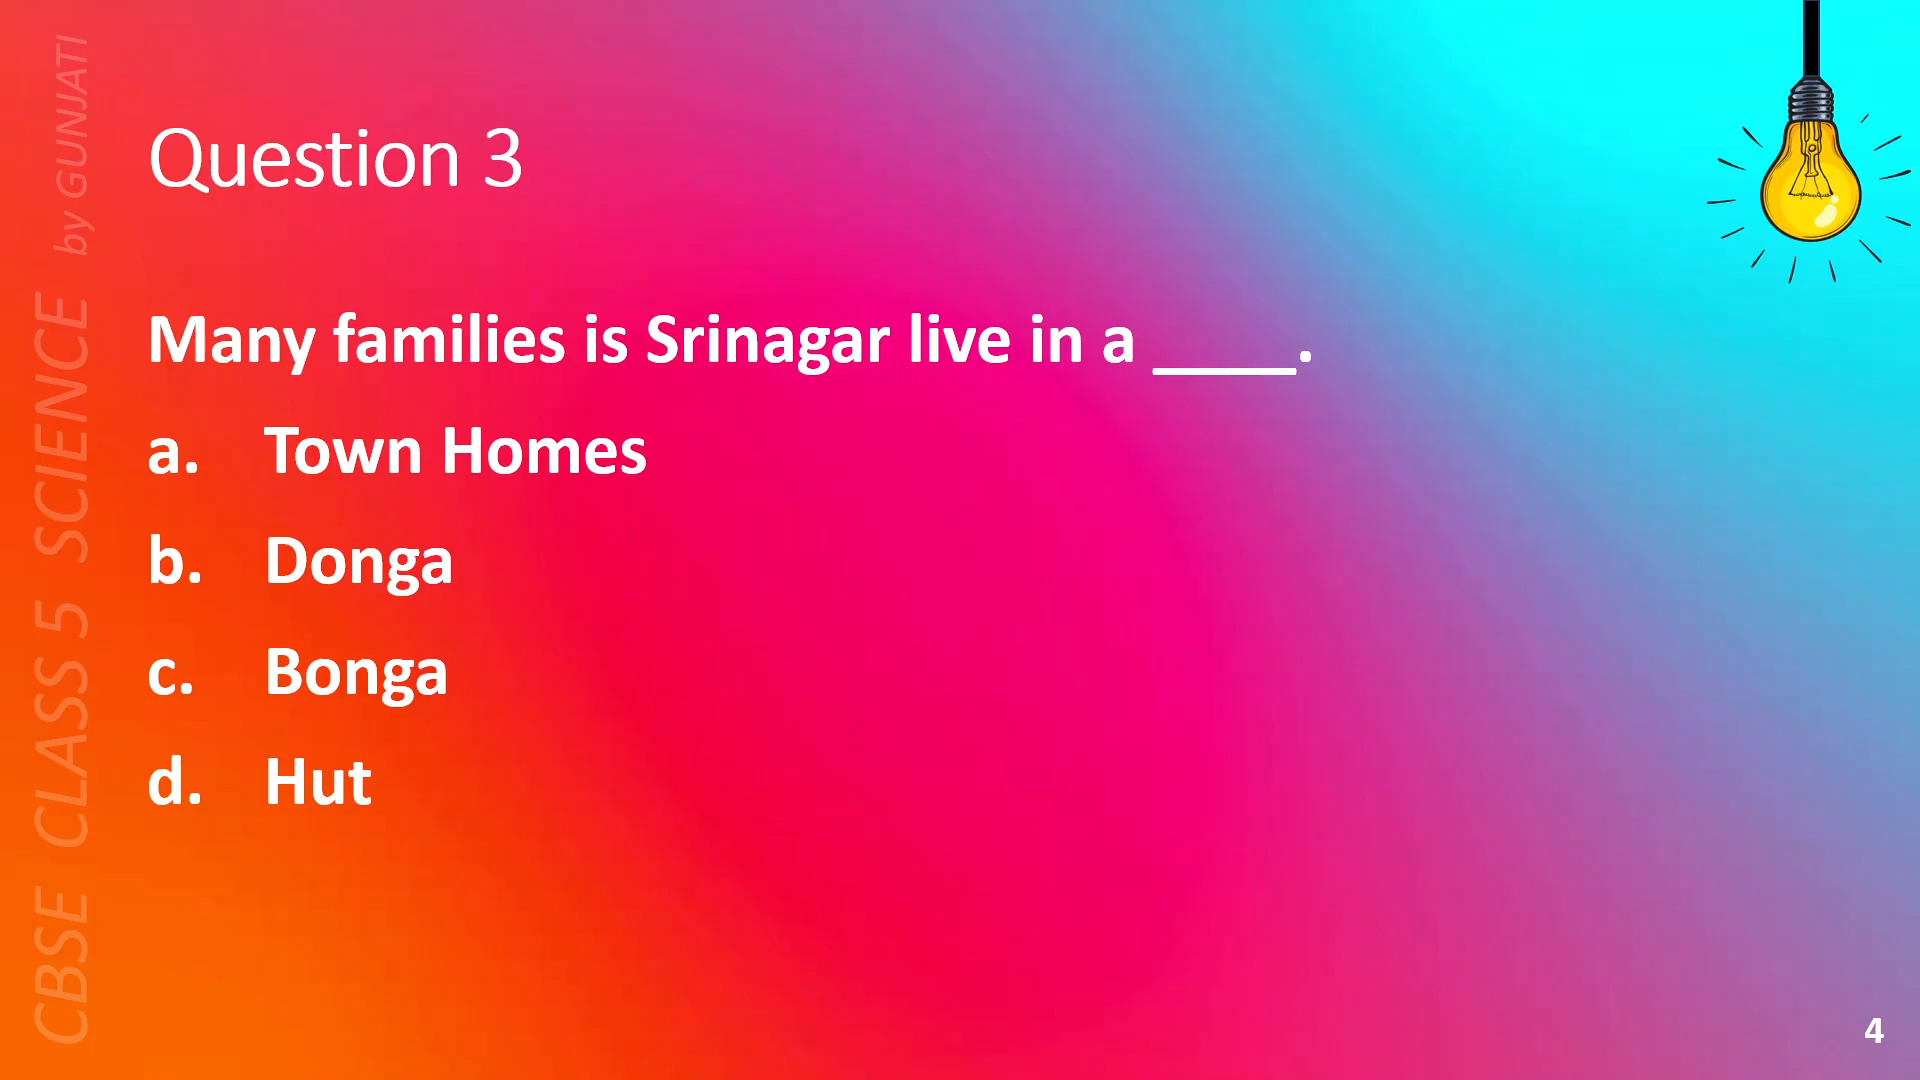 Question 3
Many families is Srinagar live in a ____.
a. Town Homes
b. Donga
c. Bonga
d. Hut
CBSE CLASS 5 SCIENCE by GUNJATI
4